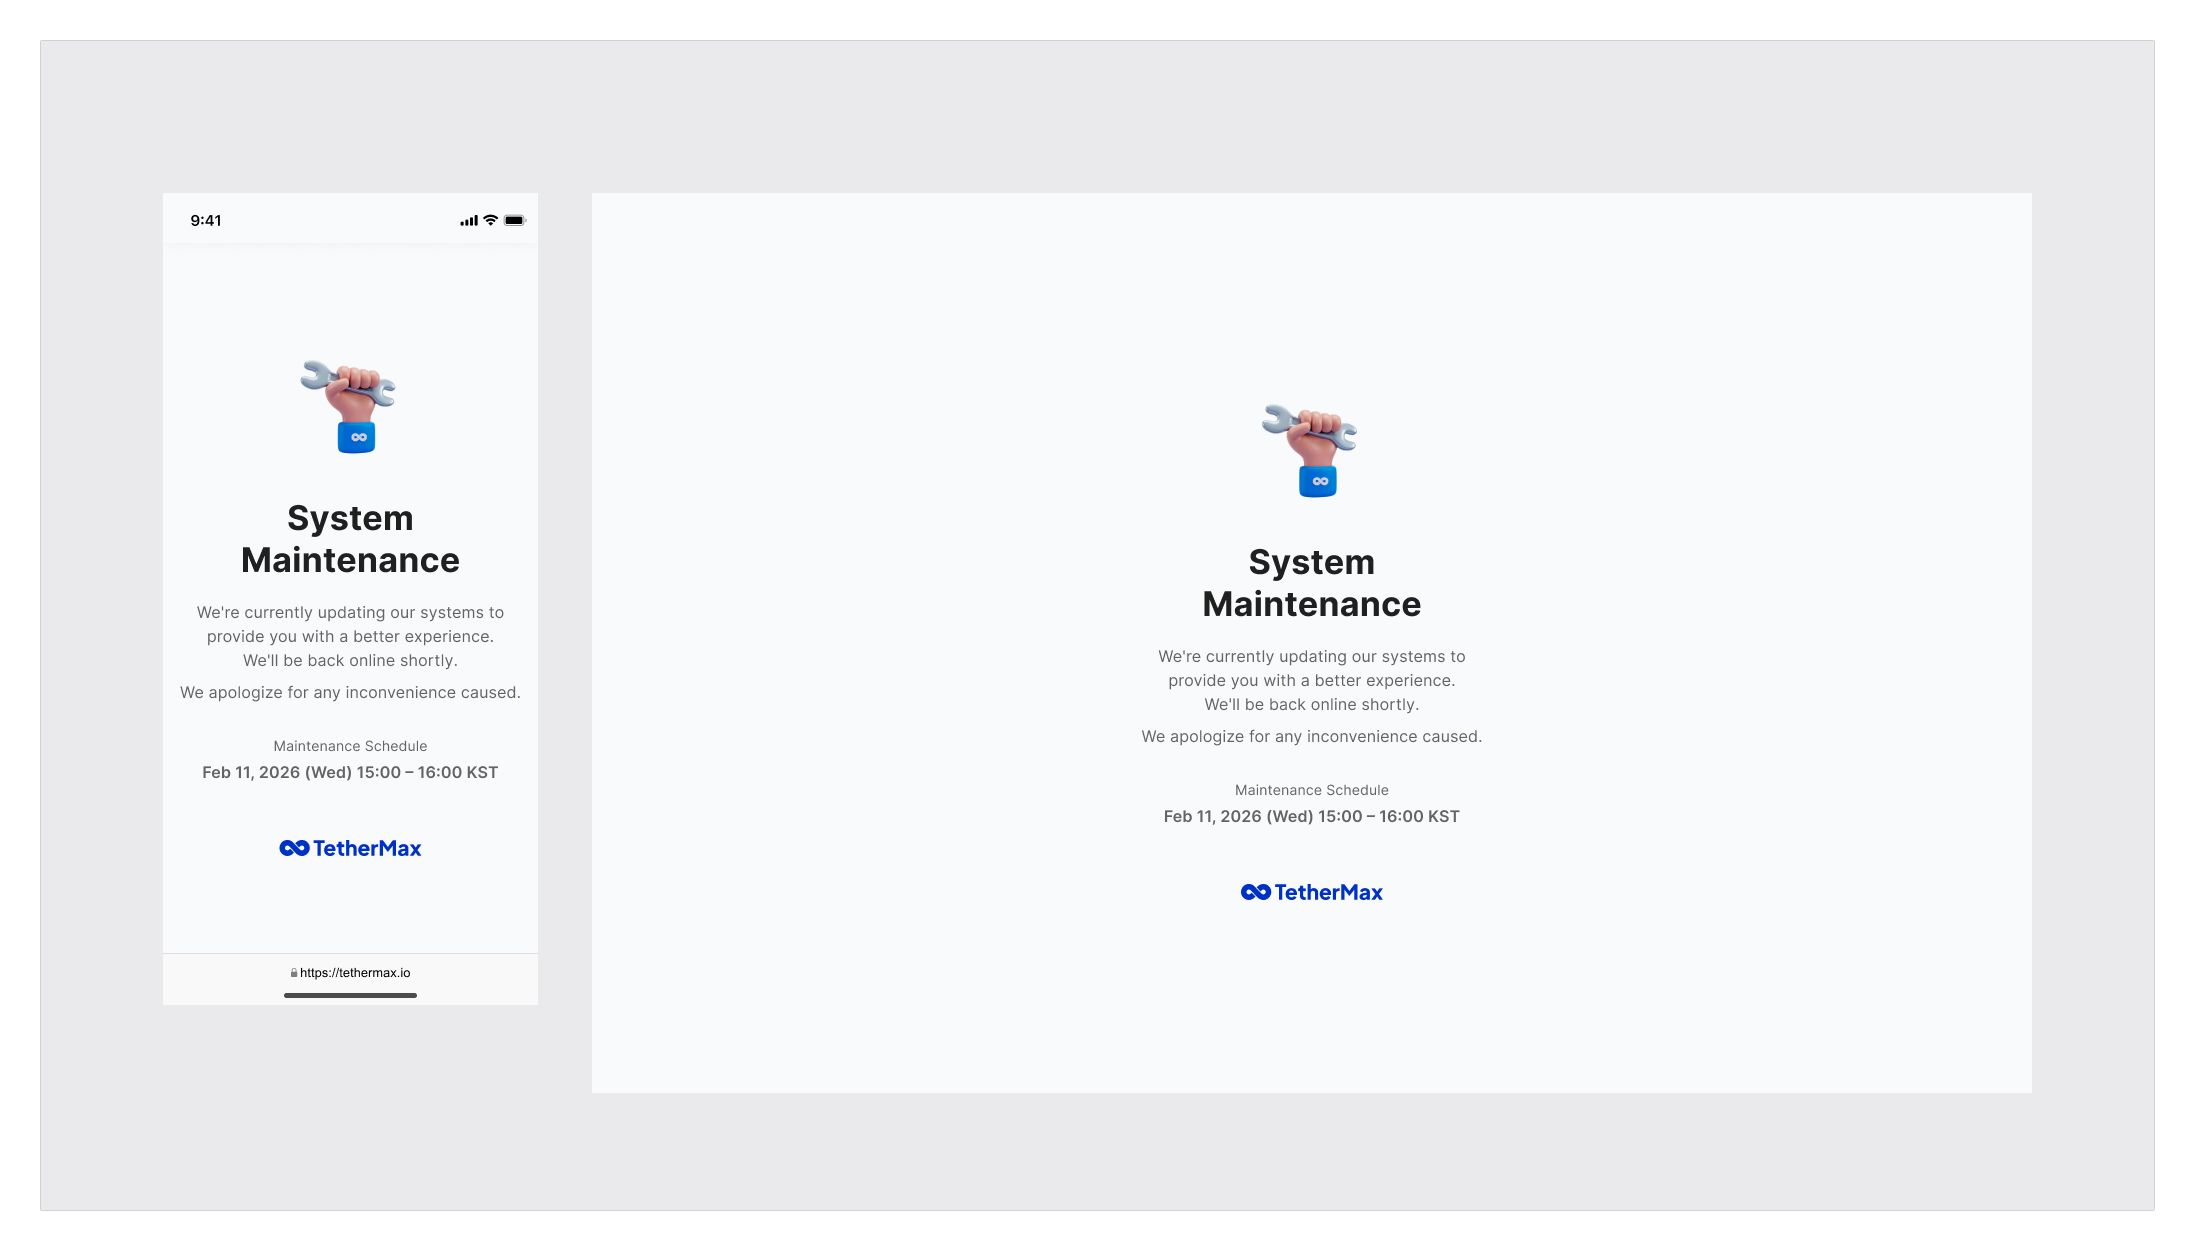 9:41
System
Maintenance
We're currently updating our systems to
provide you with a better experience.
We'll be back online shortly.
We apologize for any inconvenience caused.
Maintenance Schedule
Feb 11, 2026 (Wed) 15:00 – 16:00 KST
TetherMax
https://tethermax.io
System
Maintenance
We're currently updating our systems to
provide you with a better experience.
We'll be back online shortly.
We apologize for any inconvenience caused.
Maintenance Schedule
Feb 11, 2026 (Wed) 15:00 – 16:00 KST
TetherMax